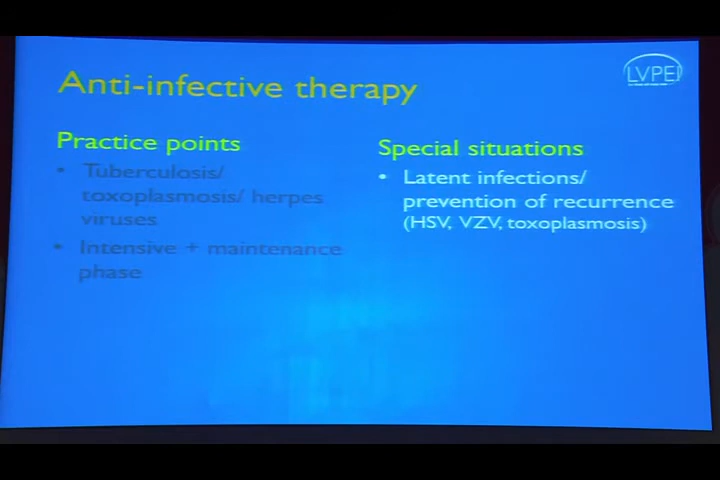 LVPEI
Anti-infective therapy
Practice points
• Tuberculosis/
toxoplasmosis/ herpes
viruses
• Intensive + maintenance
phase
Special situations
• Latent infections/
prevention of recurrence
(HSV, VZV, toxoplasmosis)